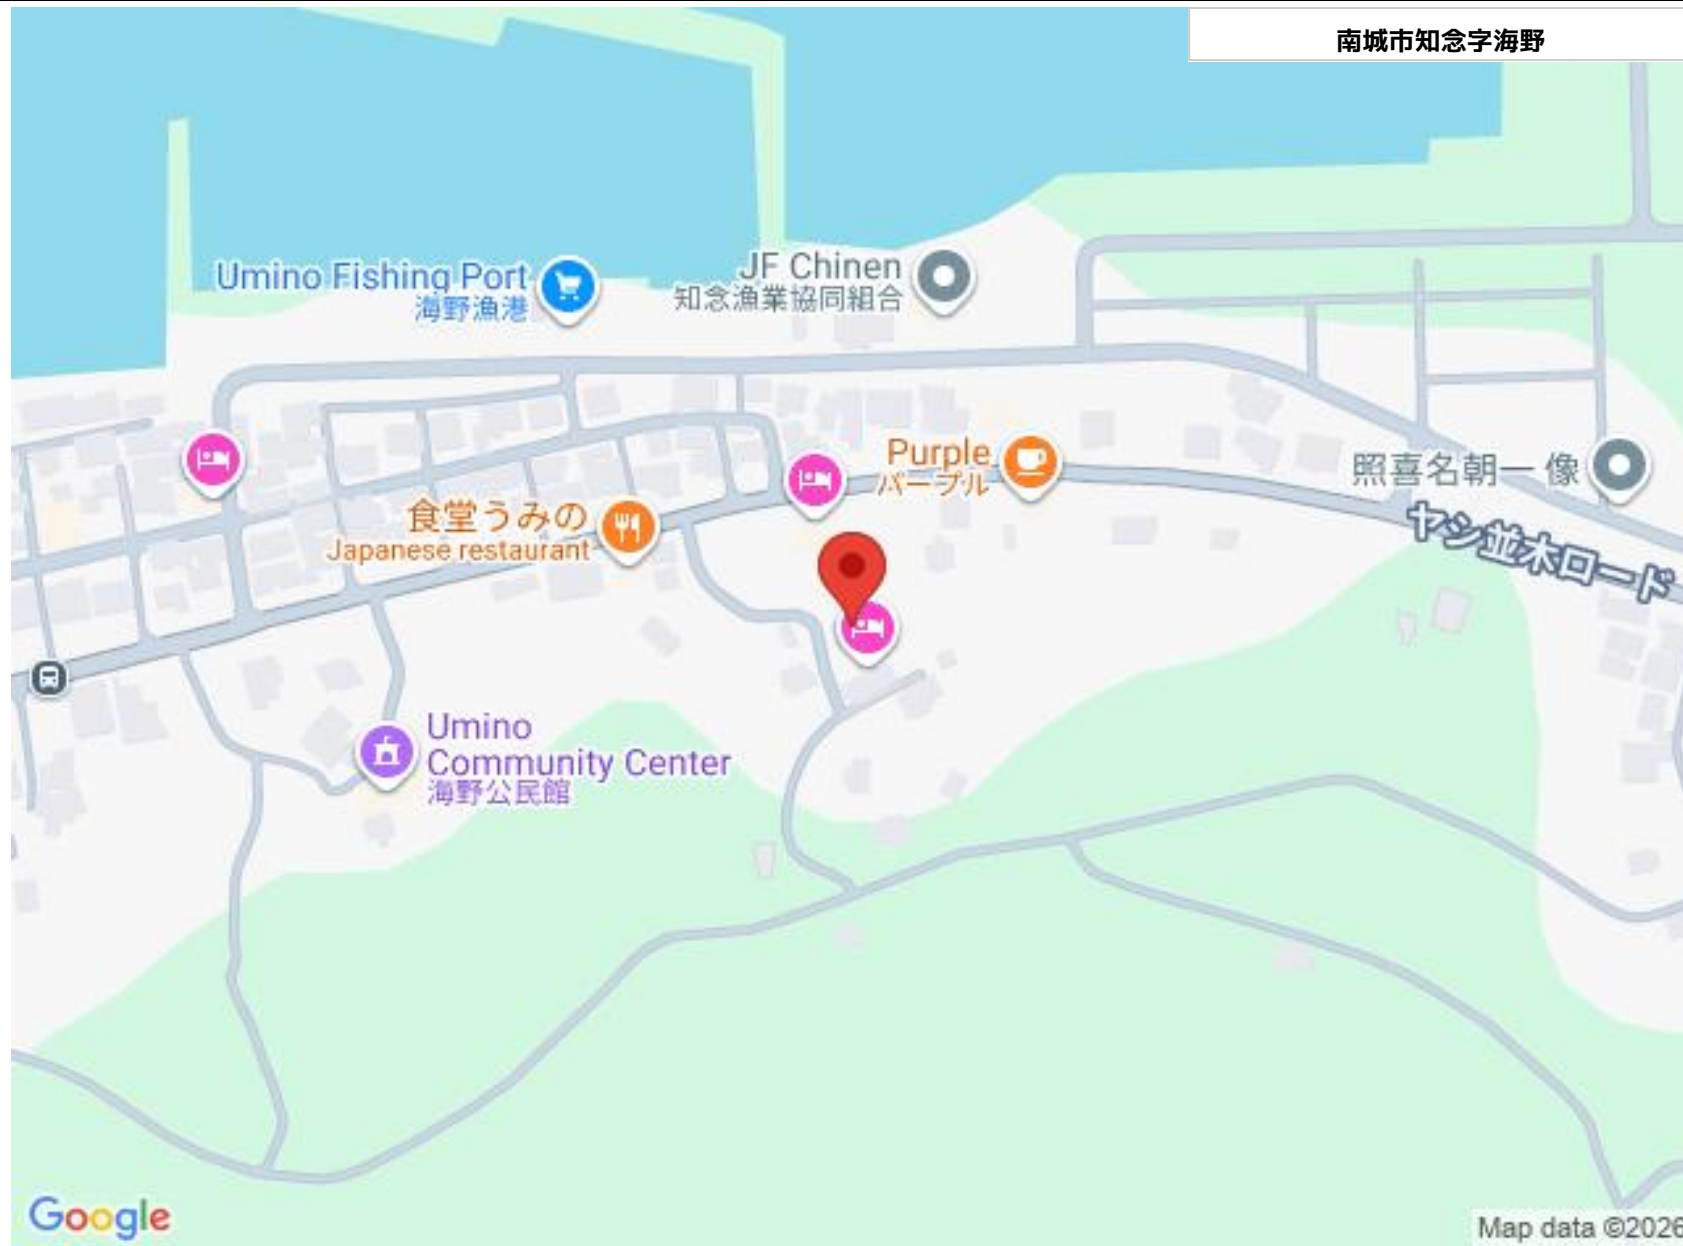 南城市知念字海野
Umino Fishing Port
海野漁港
JF Chinen
知念漁業協同組合
Purple
パープル
照喜名朝一 像
食堂うみの
Japanese restaurant
ヤシ並木ロード
Umino
Community Center
海野公民館
Google
Map data ©2026